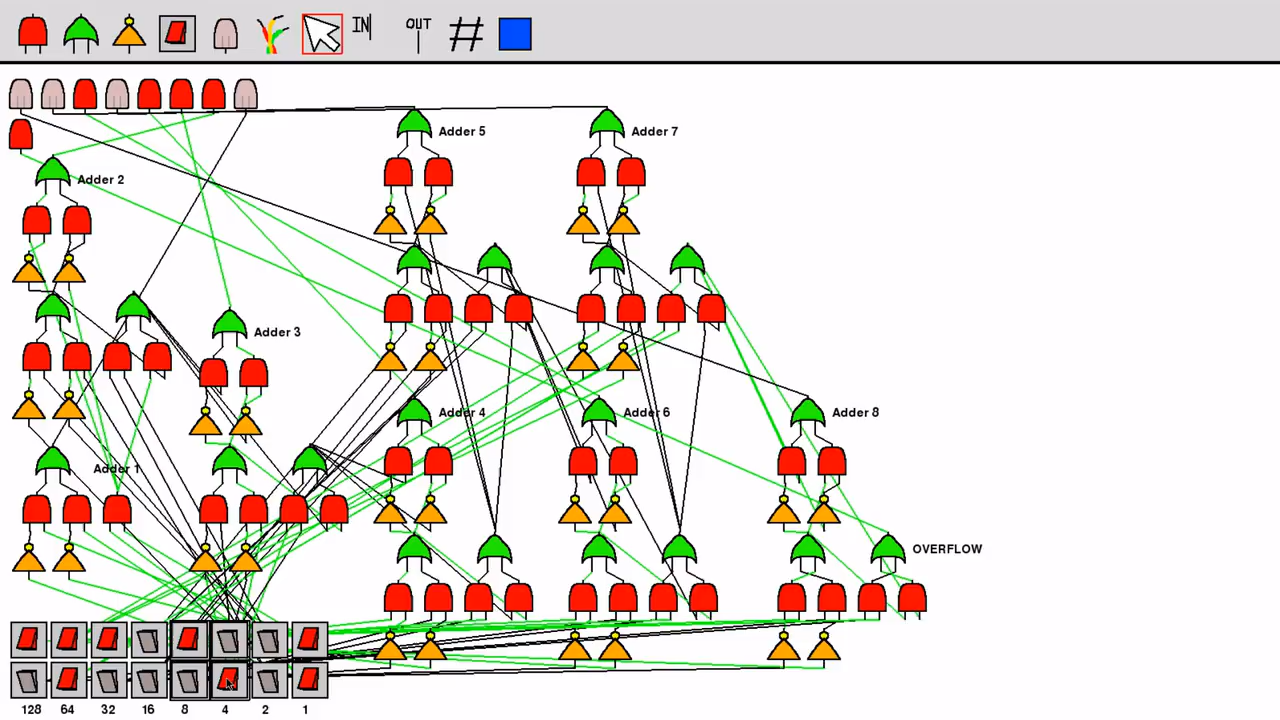 IN
OUT
Adder 5
Adder 7
Adder 2
Adder 3
Adder 4
Adder 6
Adder 8
Adder 1
OVERFLOW
128 64 32 16 8 4 2 1